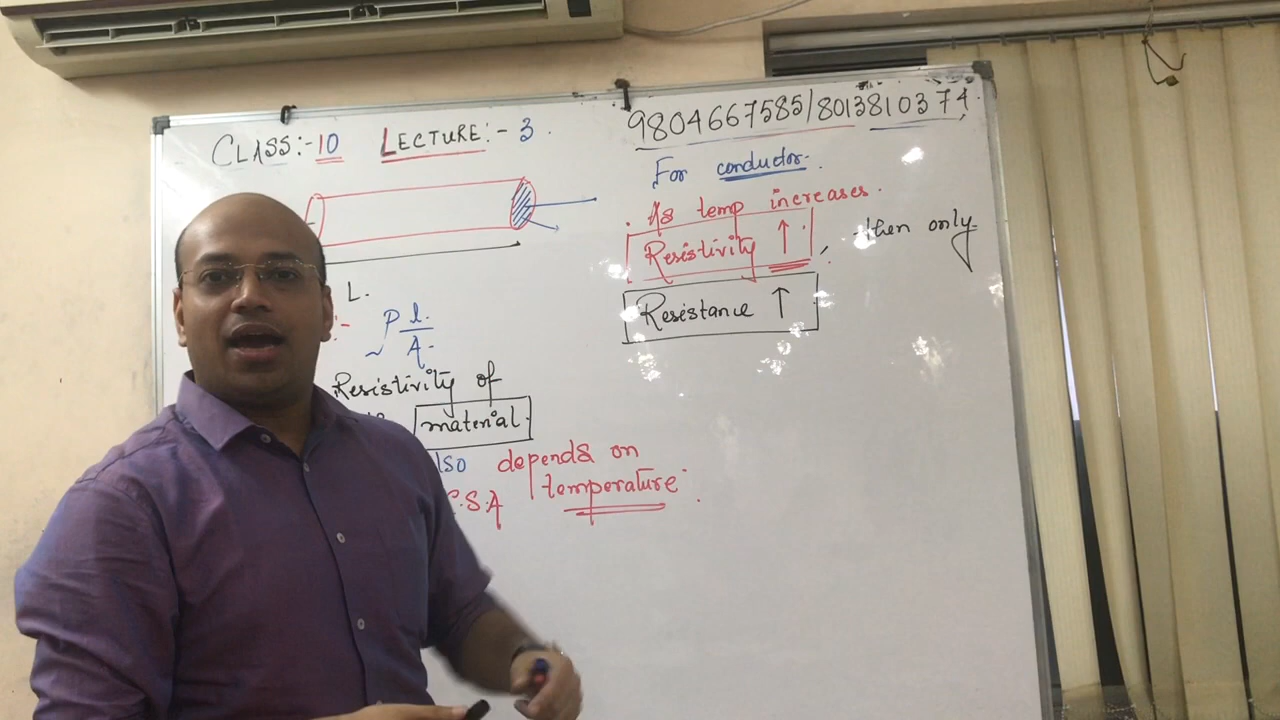 CLASS:-10 LECTURE:- 3.
9804667585/8013810374
For conductor.
As temp increases.
Resistivity ↑
then only
Resistance ↑
L.
:- ρ l.
A.
Resistivity of
material.
lso depends on
C.S.A temperature.